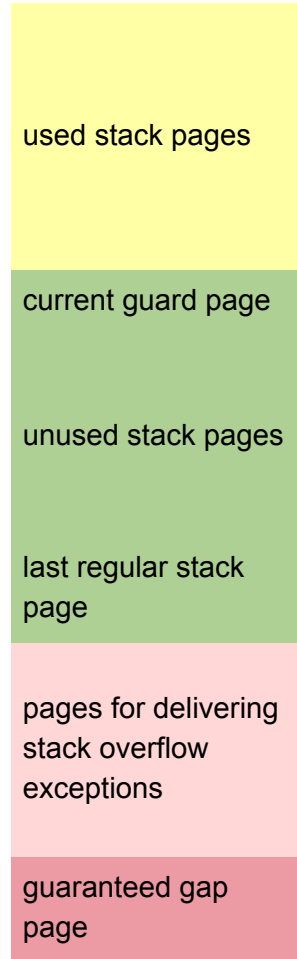 used stack pages
current guard page
unused stack pages
last regular stack
page
pages for delivering
stack overflow
exceptions
guaranteed gap
page